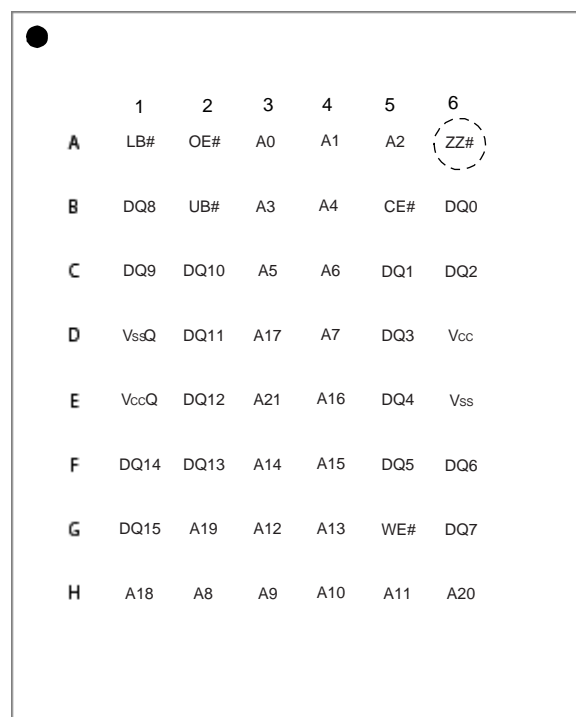 1 2 3 4 5 6
A LB# OE# A0 A1 A2 ZZ#
B DQ8 UB# A3 A4 CE# DQ0
C DQ9 DQ10 A5 A6 DQ1 DQ2
D VssQ DQ11 A17 A7 DQ3 Vcc
E VccQ DQ12 A21 A16 DQ4 Vss
F DQ14 DQ13 A14 A15 DQ5 DQ6
G DQ15 A19 A12 A13 WE# DQ7
H A18 A8 A9 A10 A11 A20